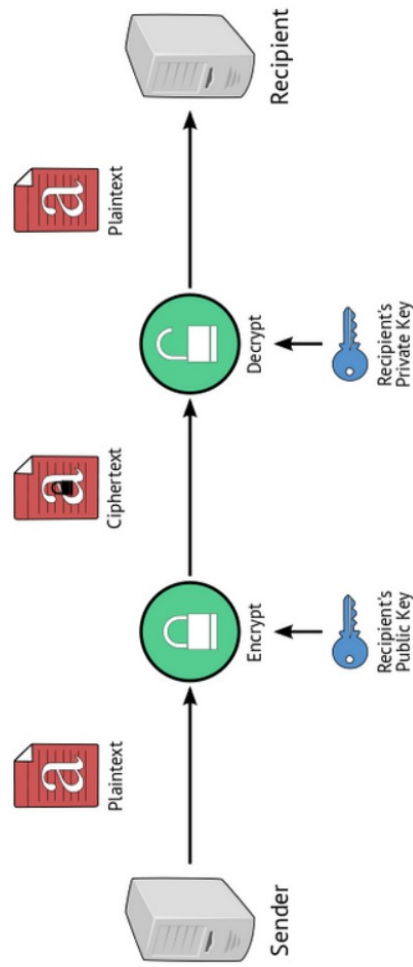 Plaintext
Ciphertext
Plaintext
Sender
Encrypt
Decrypt
Recipient
Recipient's
Public Key
Recipient's
Private Key
a
a
a